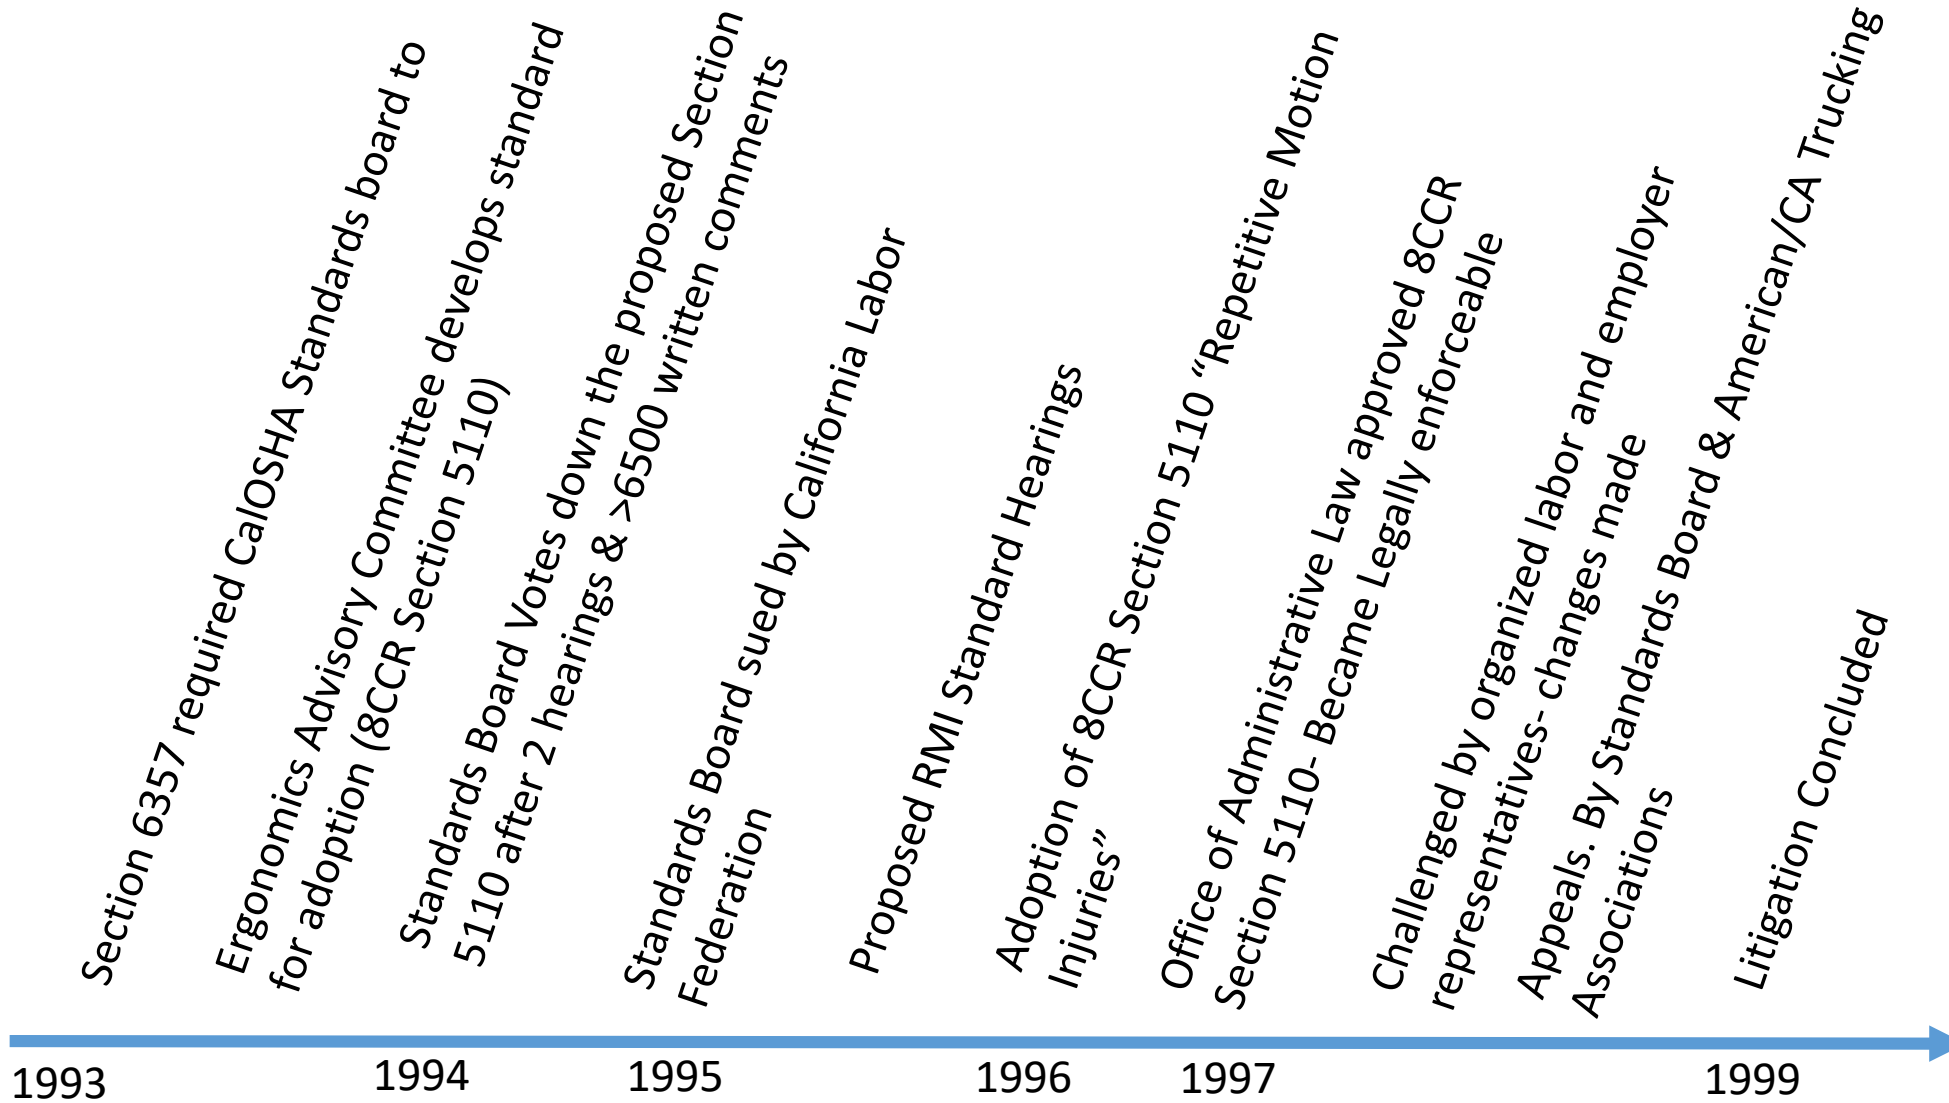 Section 6357 required CalOSHA Standards board to
Ergonomics Advisory Committee develops standard
for adoption (8CCR Section 5110)
Standards Board Votes down the proposed Section
5110 after 2 hearings & >6500 written comments
Standards Board sued by California Labor
Federation
Proposed RMI Standard Hearings
Adoption of 8CCR Section 5110 “Repetitive Motion
Injuries”
Office of Administrative Law approved 8CCR
Section 5110- Became Legally enforceable
Challenged by organized labor and employer
representatives- changes made
Appeals. By Standards Board & American/CA Trucking
Associations
Litigation Concluded
1993
1994
1995
1996
1997
1999